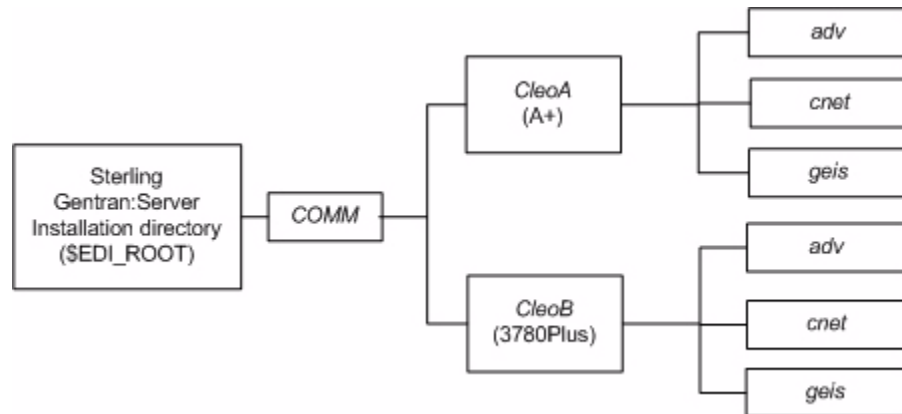 Sterling
Gentran:Server
Installation directory
($EDI_ROOT)
COMM
CleoA
(A+)
adv
cnet
geis
CleoB
(3780Plus)
adv
cnet
geis